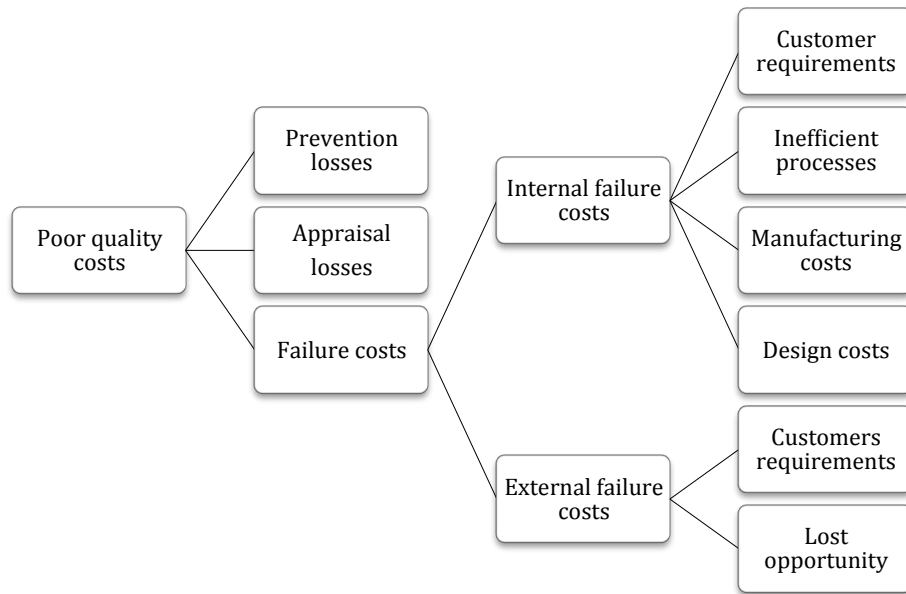 Poor quality
costs
Prevention
losses
Appraisal
losses
Failure costs
Internal failure
costs
External failure
costs
Customer
requirements
Inefficient
processes
Manufacturing
costs
Design costs
Customers
requirements
Lost
opportunity